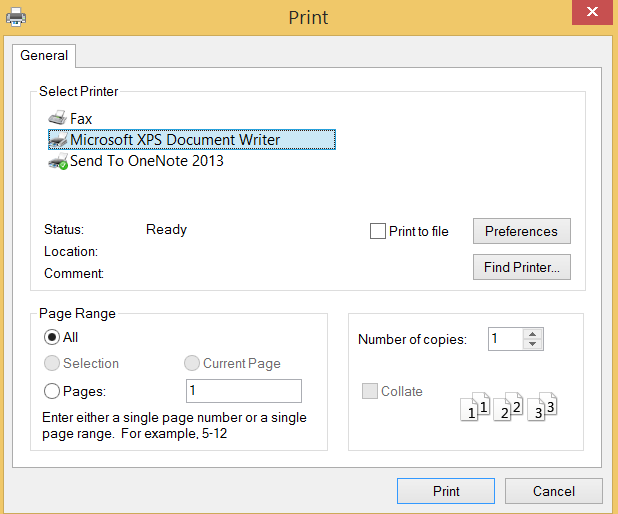 Print
General
Select Printer
Fax
Microsoft XPS Document Writer
Send To OneNote 2013
Status: Ready
Print to file
Preferences
Location:
Find Printer...
Comment:
Page Range
All
Number of copies: 1
Selection
Current Page
Pages: 1
Collate
1 1 2 2 3 3
Enter either a single page number or a single
page range. For example, 5-12
Print
Cancel